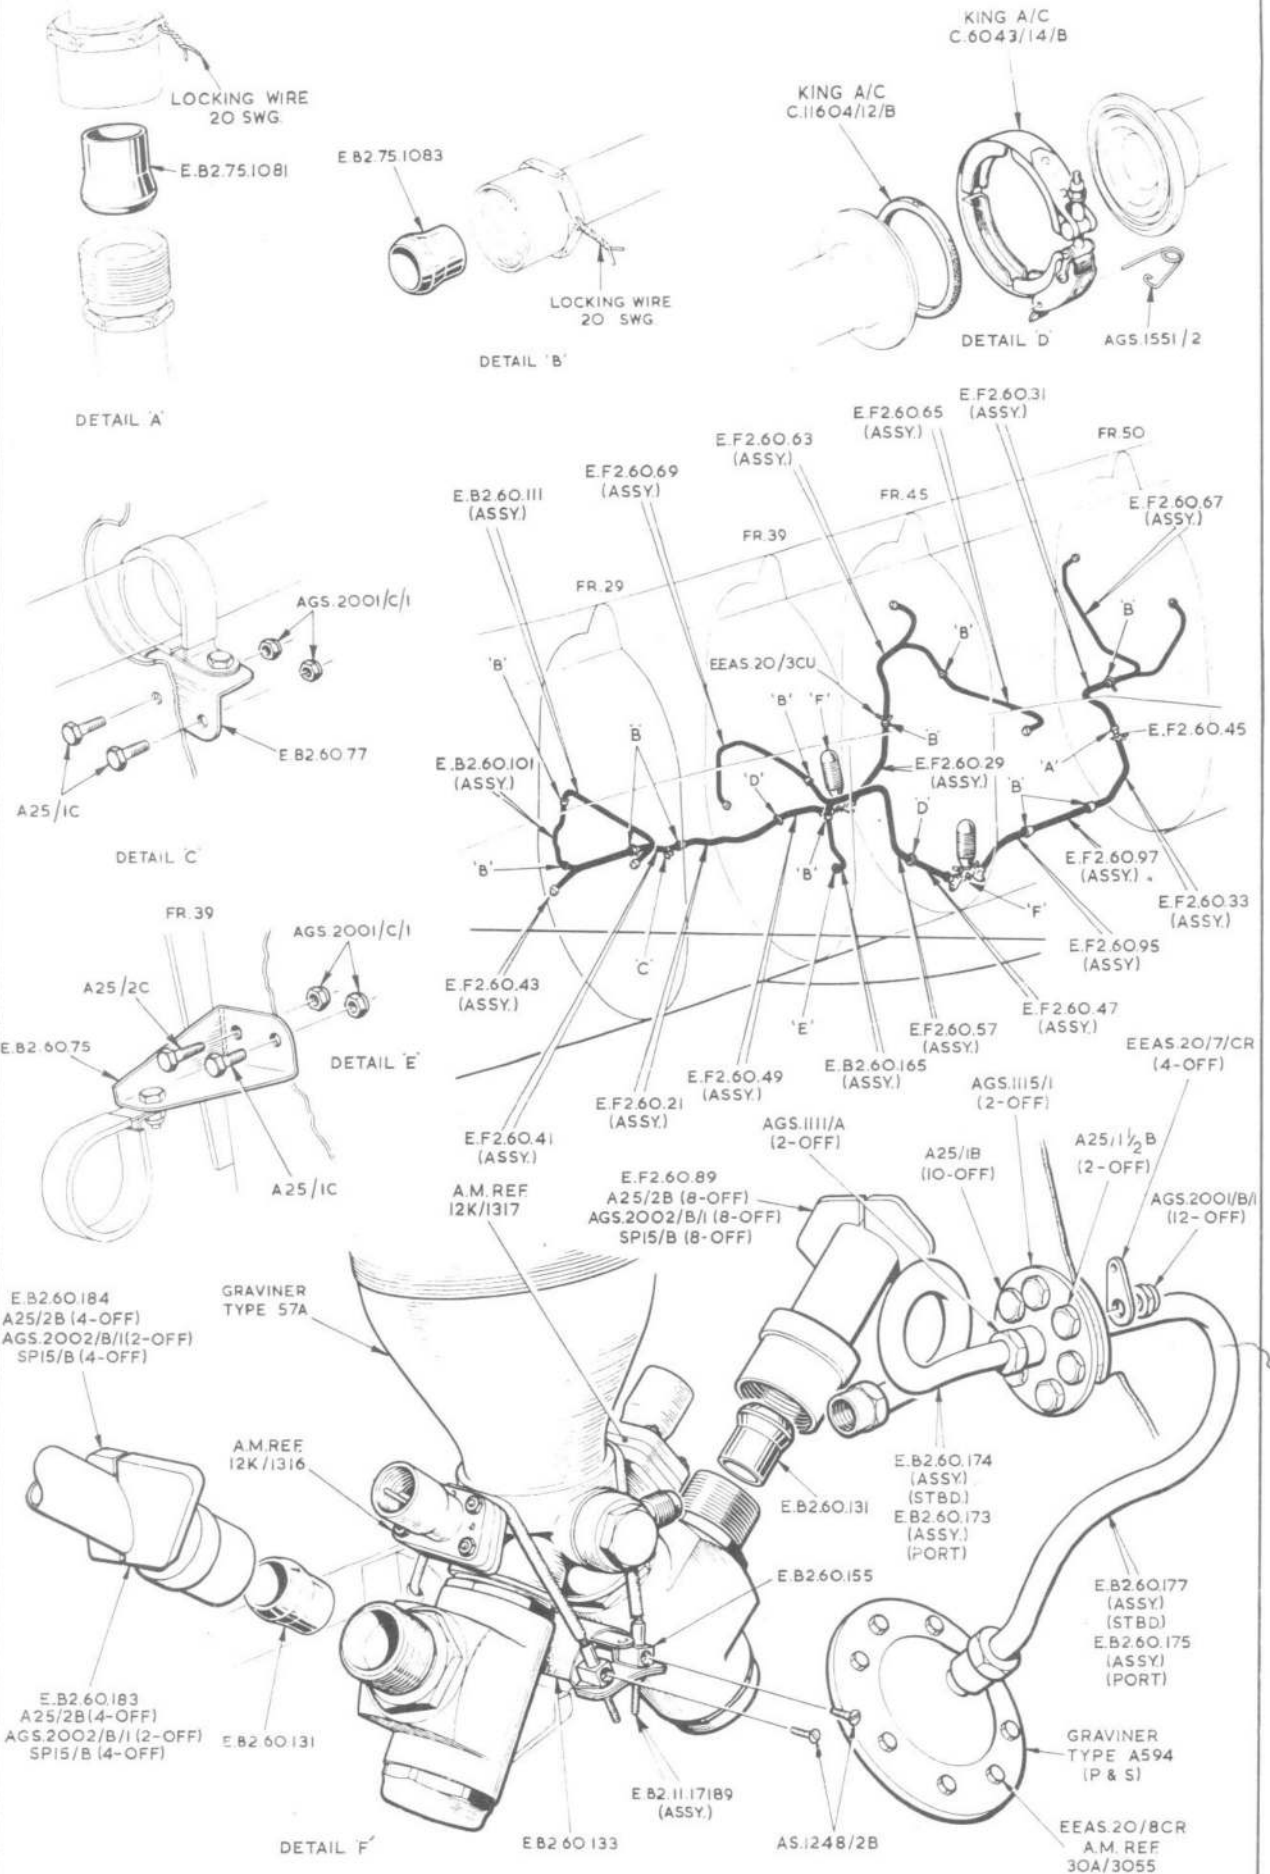 LOCKING WIRE
20 SWG.
E.B2.75.1081
DETAIL 'A'
E.B2.75.1083
LOCKING WIRE
20 SWG.
DETAIL 'B'
KING A/C
C.6043/14/B
KING A/C
C.11604/12/B
DETAIL 'D'
AGS.1551/2
AGS.2001/C/1
E.B2.60.77
A25/1C
DETAIL 'C'
E.F2.60.31
(ASSY.)
E.F2.60.65
(ASSY.)
E.F2.60.63
(ASSY.)
E.F2.60.69
(ASSY.)
E.B2.60.111
(ASSY.)
FR.50
FR.45
FR.39
FR.29
E.F2.60.67
(ASSY.)
'B'
'B'
EEAS.20/3CU
'B'
'F'
'B'
'B'
'B'
E.F2.60.45
'A'
E.B2.60.101
(ASSY.)
E.F2.60.29
(ASSY.)
'D'
'D'
'B'
'B'
'B'
E.F2.60.97
(ASSY.)
'F'
E.F2.60.33
(ASSY.)
E.F2.60.95
(ASSY)
'C'
E.F2.60.43
(ASSY.)
'E'
E.F2.60.47
(ASSY.)
E.F2.60.57
(ASSY.)
E.B2.60.165
(ASSY.)
E.F2.60.49
(ASSY.)
E.F2.60.21
(ASSY.)
E.F2.60.41
(ASSY.)
FR.39
AGS.2001/C/1
A25/2C
E.B2.60.75
DETAIL 'E'
A25/1C
EEAS.20/7/CR
(4-OFF)
AGS.1115/1
(2-OFF)
AGS.1111/A
(2-OFF)
A25/1B
(10-OFF)
A25/1½B
(2-OFF)
AGS.2001/B/1
(12-OFF)
A.M. REF.
12K/1317
E.F2.60.89
A25/2B (8-OFF)
AGS.2002/B/1 (8-OFF)
SP15/B (8-OFF)
GRAVINER
TYPE 57A
E.B2.60.184
A25/2B (4-OFF)
AGS.2002/B/1(2-OFF)
SP15/B (4-OFF)
A.M.REF.
12K/1316
E.B2.60.131
E.B2.60.174
(ASSY.)
(STBD.)
E.B2.60.173
(ASSY.)
(PORT)
E.B2.60.155
E.B2.60.177
(ASSY.)
(STBD.)
E.B2.60.175
(ASSY.)
(PORT)
E.B2.60.183
A25/2B(4-OFF)
AGS.2002/B/1 (2-OFF)
SP15/B (4-OFF)
E.B2.60.131
GRAVINER
TYPE A594
(P & S)
E.B2.11.17189
(ASSY.)
E.B2.60.133
AS.1248/2B
EEAS.20/8CR
A.M. REF.
30A/3055
DETAIL 'F'